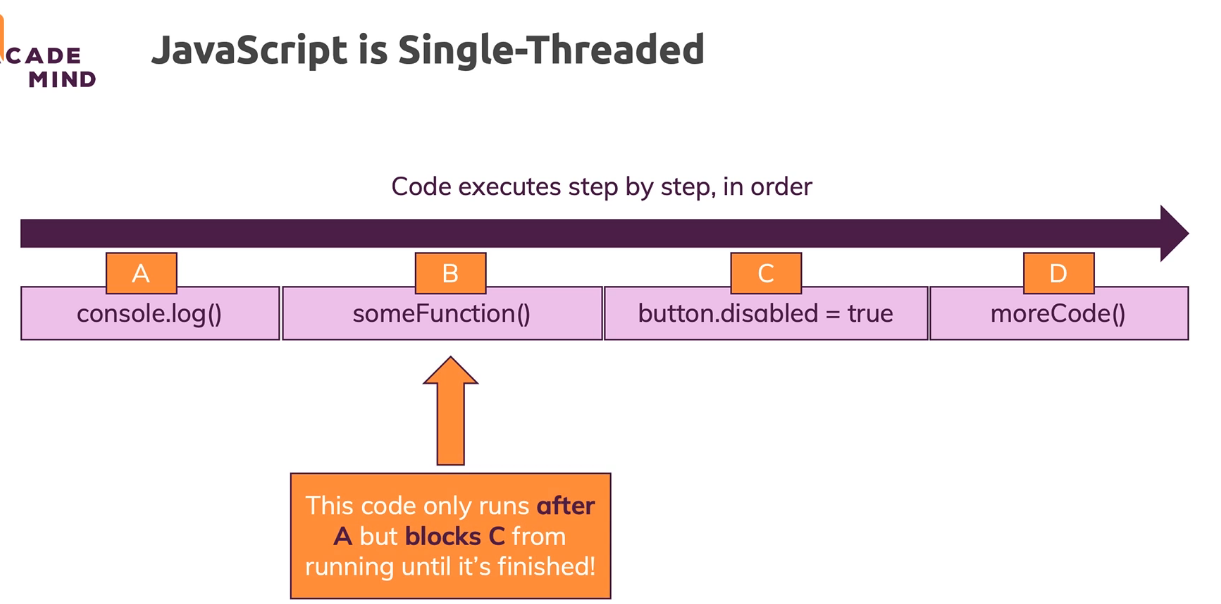 CADE
MIND
JavaScript is Single-Threaded
Code executes step by step, in order
A
B
C
D
console.log()
someFunction()
button.disabled = true
moreCode()
This code only runs after
A but blocks C from
running until it’s finished!